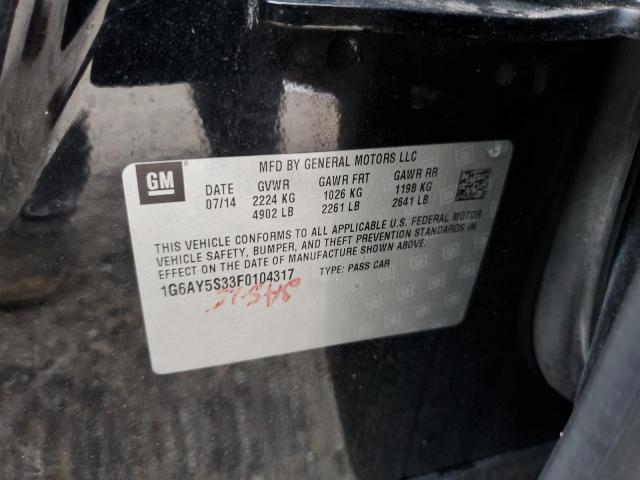 GM
MFD BY GENERAL MOTORS LLC
DATE GVWR GAWR FRT GAWR RR
07/14 2224 KG 1026 KG 1198 KG
4902 LB 2261 LB 2641 LB
THIS VEHICLE CONFORMS TO ALL APPLICABLE U.S. FEDERAL MOTOR
VEHICLE SAFETY, BUMPER, AND THEFT PREVENTION STANDARDS IN
EFFECT ON THE DATE OF MANUFACTURE SHOWN ABOVE.
1G6AY5S33F0104317 TYPE: PASS CAR